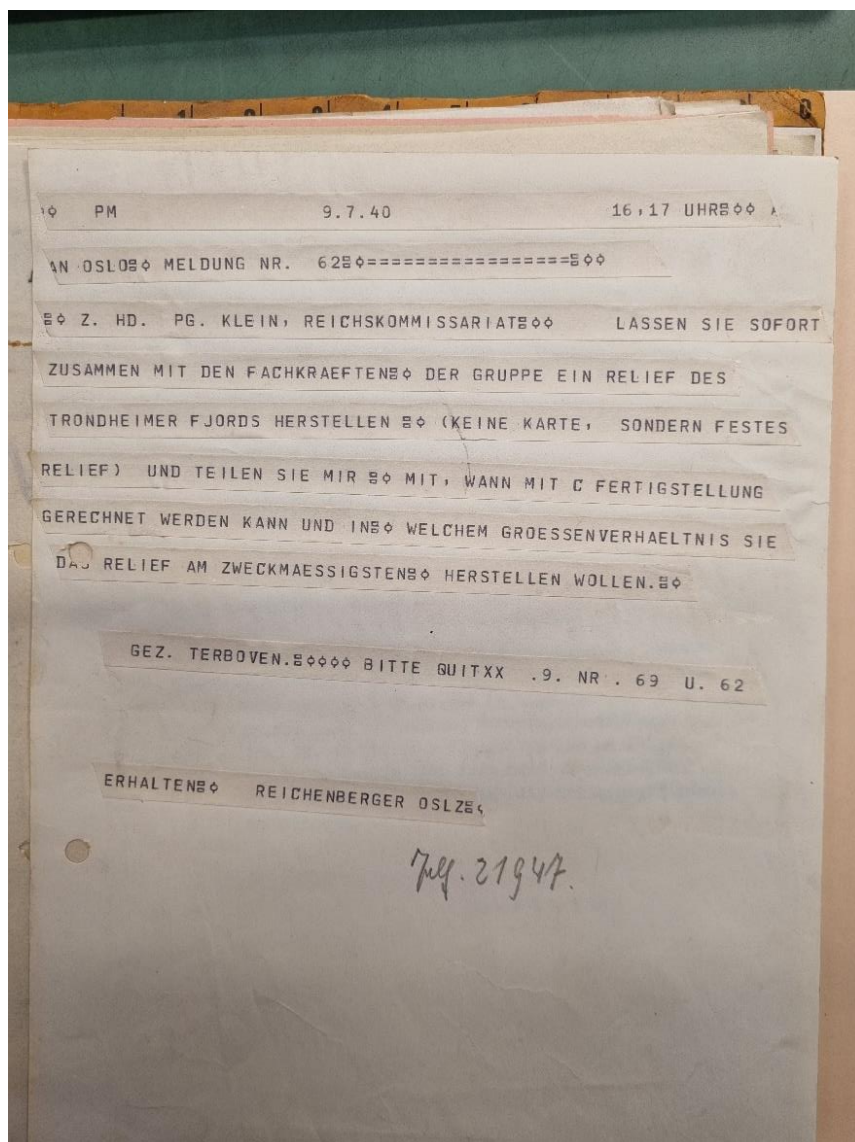 PM 9.7.40 16,17 UHR
AN OSLO MELDUNG NR. 62 =================
Z. HD. PG. KLEIN, REICHSKOMMISSARIAT LASSEN SIE SOFORT
ZUSAMMEN MIT DEN FACHKRAEFTEN DER GRUPPE EIN RELIEF DES
TRONDHEIMER FJORDS HERSTELLEN (KEINE KARTE, SONDERN FESTES
RELIEF) UND TEILEN SIE MIR MIT, WANN MIT C FERTIGSTELLUNG
GERECHNET WERDEN KANN UND IN WELCHEM GROESSENVERHAELTNIS SIE
DAS RELIEF AM ZWECKMAESSIGSTEN HERSTELLEN WOLLEN.
GEZ. TERBOVEN. BITTE QUITXX .9. NR . 69 U. 62
ERHALTEN REICHENBERGER OSLZ
21947.